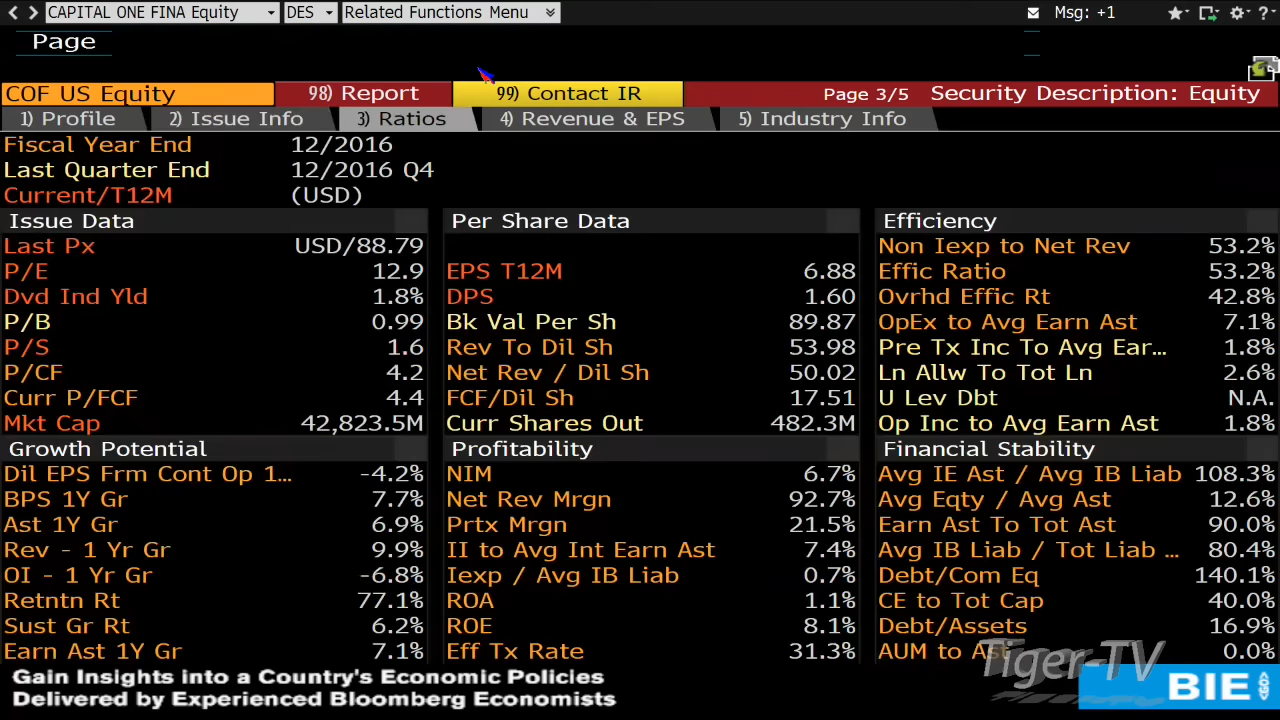 CAPITAL ONE FINA Equity DES Related Functions Menu Msg: +1 ?
Page
COF US Equity 98) Report 99) Contact IR Page 3/5 Security Description: Equity
1) Profile 2) Issue Info 3) Ratios 4) Revenue & EPS 5) Industry Info
Fiscal Year End 12/2016
Last Quarter End 12/2016 Q4
Current/T12M (USD)
Issue Data
Last Px USD/88.79
P/E 12.9
Dvd Ind Yld 1.8%
P/B 0.99
P/S 1.6
P/CF 4.2
Curr P/FCF 4.4
Mkt Cap 42,823.5M
Per Share Data
EPS T12M 6.88
DPS 1.60
Bk Val Per Sh 89.87
Rev To Dil Sh 53.98
Net Rev / Dil Sh 50.02
FCF/Dil Sh 17.51
Curr Shares Out 482.3M
Efficiency
Non Iexp to Net Rev 53.2%
Effic Ratio 53.2%
Ovrhd Effic Rt 42.8%
OpEx to Avg Earn Ast 7.1%
Pre Tx Inc To Avg Ear... 1.8%
Ln Allw To Tot Ln 2.6%
U Lev Dbt N.A.
Op Inc to Avg Earn Ast 1.8%
Growth Potential
Dil EPS Frm Cont Op 1... -4.2%
BPS 1Y Gr 7.7%
Ast 1Y Gr 6.9%
Rev - 1 Yr Gr 9.9%
OI - 1 Yr Gr -6.8%
Retntn Rt 77.1%
Sust Gr Rt 6.2%
Earn Ast 1Y Gr 7.1%
Profitability
NIM 6.7%
Net Rev Mrgn 92.7%
Prtx Mrgn 21.5%
II to Avg Int Earn Ast 7.4%
Iexp / Avg IB Liab 0.7%
ROA 1.1%
ROE 8.1%
Eff Tx Rate 31.3%
Financial Stability
Avg IE Ast / Avg IB Liab 108.3%
Avg Eqty / Avg Ast 12.6%
Earn Ast To Tot Ast 90.0%
Avg IB Liab / Tot Liab ... 80.4%
Debt/Com Eq 140.1%
CE to Tot Cap 40.0%
Debt/Assets 16.9%
AUM to Ast 0.0%
Tiger-TV
Gain Insights into a Country's Economic Policies
Delivered by Experienced Bloomberg Economists
BIE